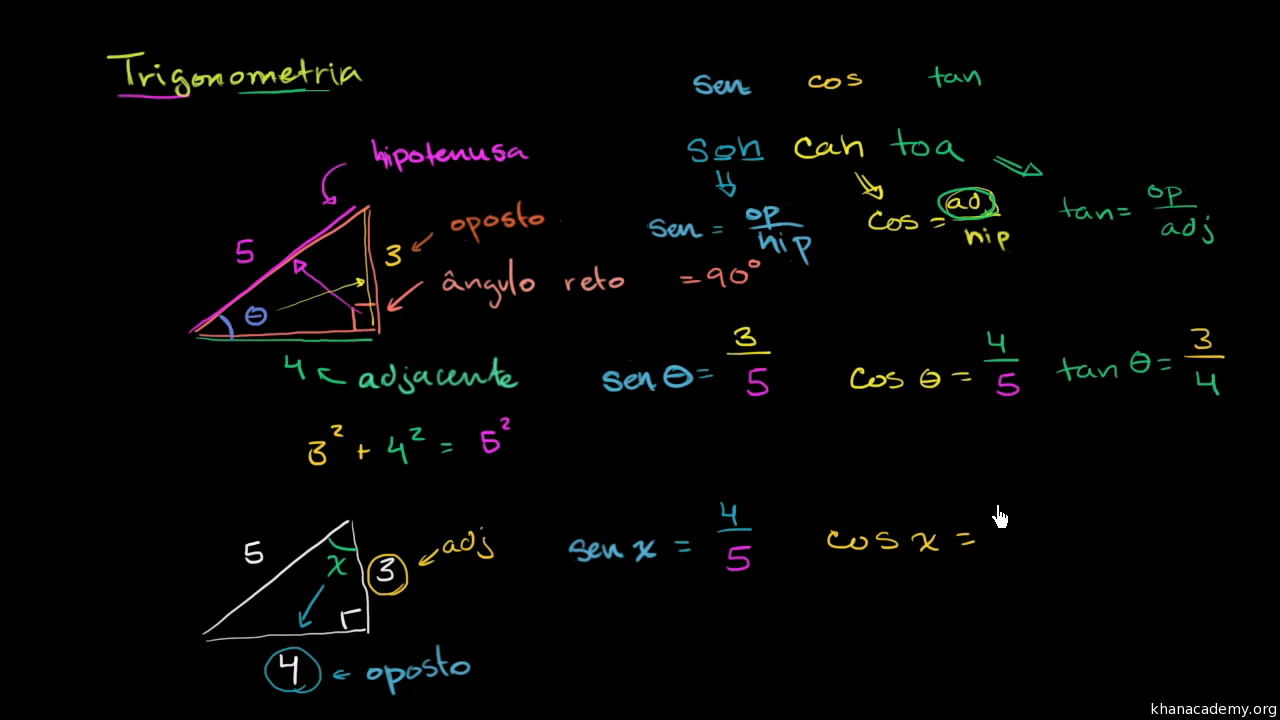 Trigonometria
sen cos tan
hipotenusa
soh cah toa
sen = op/hip
cos = adj/hip
tan = op/adj
5
3
oposto
θ
ângulo reto = 90°
4
adjacente
sen θ = 3/5
cos θ = 4/5
tan θ = 3/4
3² + 4² = 5²
5
x
3
adj
4
oposto
sen x = 4/5
cos x =
khanacademy.org